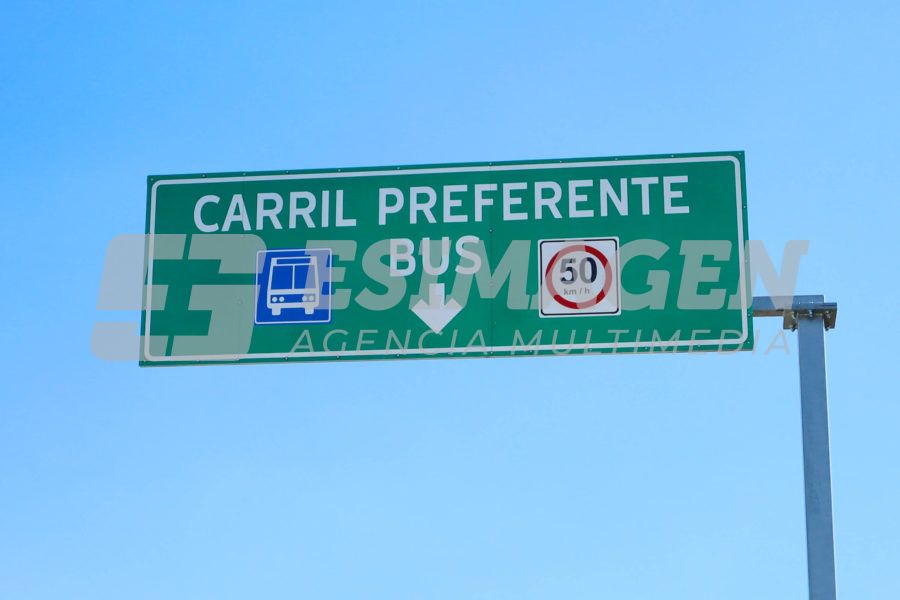 CARRIL PREFERENTE
BUS
50
km / h
ESIMAGEN
AGENCIA MULTIMEDIA